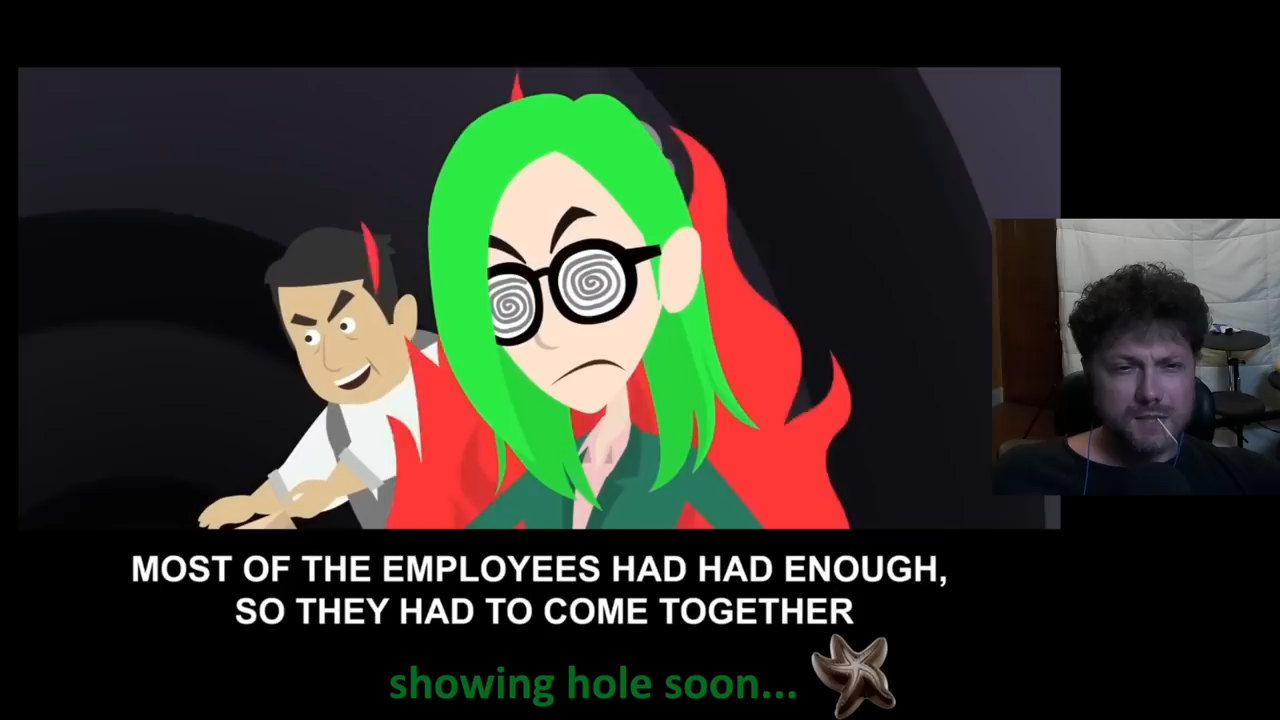 MOST OF THE EMPLOYEES HAD HAD ENOUGH,
SO THEY HAD TO COME TOGETHER
showing hole soon...